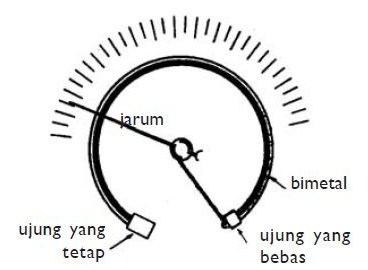 jarum
bimetal
ujung yang
tetap
ujung yang
bebas